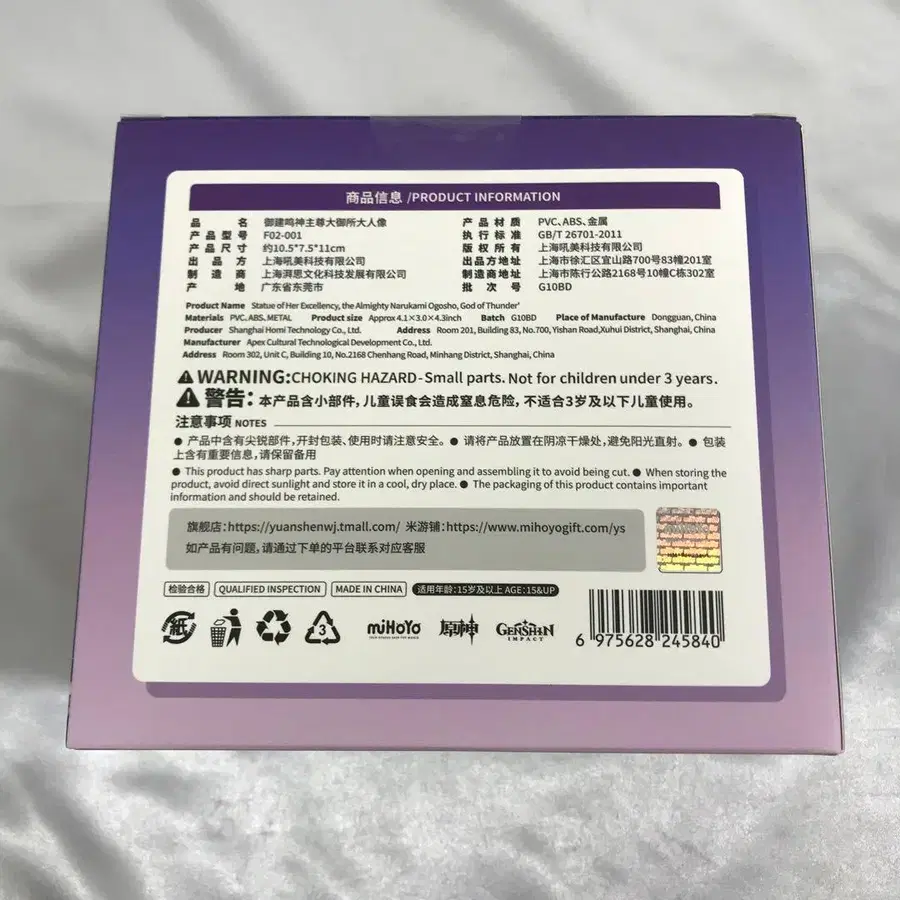 商品信息 /PRODUCT INFORMATION
品名 御建鸣神主尊大御所大人像 产品材质 PVC、ABS、金属
产品型号 F02-001 执行标准 GB/T 26701-2011
产品尺寸 约10.5*7.5*11cm 版权所有 上海吼美科技有限公司
出品方 上海吼美科技有限公司 出品方地址 上海市徐汇区宜山路700号83幢201室
制造商 上海湃思文化科技发展有限公司 制造商地址 上海市陈行公路2168号10幢C栋302室
产地 广东省东莞市 批次号 G10BD
Product Name Statue of Her Excellency, the Almighty Narukami Ogosho, God of Thunder'
Materials PVC、ABS、METAL Product size Approx 4.1×3.0×4.3inch Batch G10BD Place of Manufacture Dongguan, China
Producer Shanghai Homi Technology Co., Ltd. Address Room 201, Building 83, No.700, Yishan Road,Xuhui District, Shanghai, China
Manufacturer Apex Cultural Technological Development Co., Ltd.
Address Room 302, Unit C, Building 10, No.2168 Chenhang Road, Minhang District, Shanghai, China
WARNING:CHOKING HAZARD-Small parts. Not for children under 3 years.
警告：本产品含小部件，儿童误食会造成窒息危险，不适合3岁及以下儿童使用。
注意事项 NOTES
● 产品中含有尖锐部件，开封包装、使用时请注意安全。 ● 请将产品放置在阴凉干燥处，避免阳光直射。 ● 包装
上含有重要信息，请保留备用
● This product has sharp parts. Pay attention when opening and assembling it to avoid being cut. ● When storing the
product, avoid direct sunlight and store it in a cool, dry place. ● The packaging of this product contains important
information and should be retained.
旗舰店：https://yuanshenwj.tmall.com/ 米游铺：https://www.mihoyogift.com/ys
如产品有问题，请通过下单的平台联系对应客服
检验合格 QUALIFIED INSPECTION MADE IN CHINA 适用年龄：15岁及以上 AGE：15&UP
紙 3 miHoYo 原神 GENSHIN IMPACT
TECH OTAKUS SAVE THE WORLD
6 975628 245840